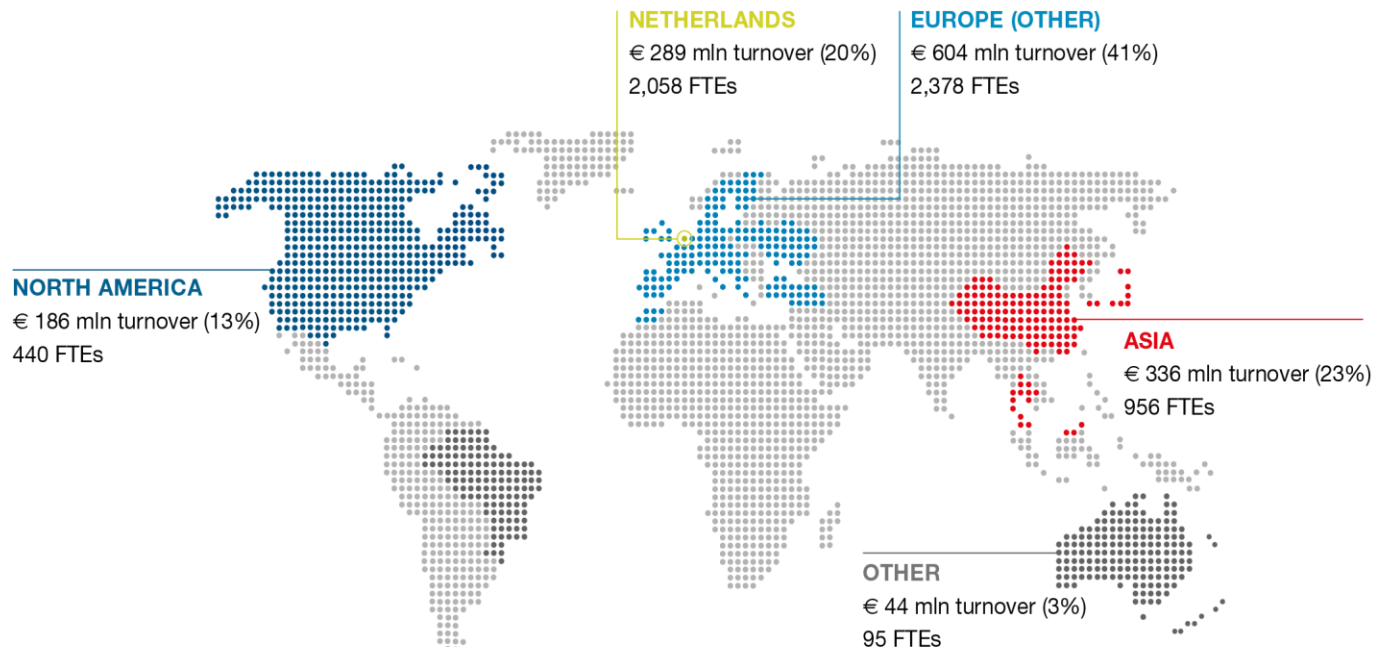 NETHERLANDS
€ 289 mln turnover (20%)
2,058 FTEs
EUROPE (OTHER)
€ 604 mln turnover (41%)
2,378 FTEs
NORTH AMERICA
€ 186 mln turnover (13%)
440 FTEs
ASIA
€ 336 mln turnover (23%)
956 FTEs
OTHER
€ 44 mln turnover (3%)
95 FTEs